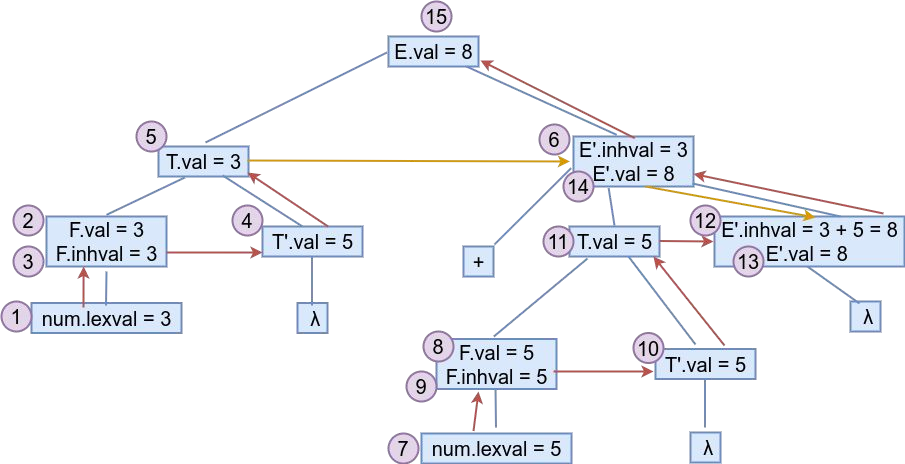 15
E.val = 8
5
T.val = 3
6
E'.inhval = 3
E'.val = 8
14
2
F.val = 3
F.inhval = 3
3
4
T'.val = 5
+
11
T.val = 5
12
E'.inhval = 3 + 5 = 8
E'.val = 8
13
1
num.lexval = 3
λ
λ
8
F.val = 5
F.inhval = 5
9
10
T'.val = 5
7
num.lexval = 5
λ